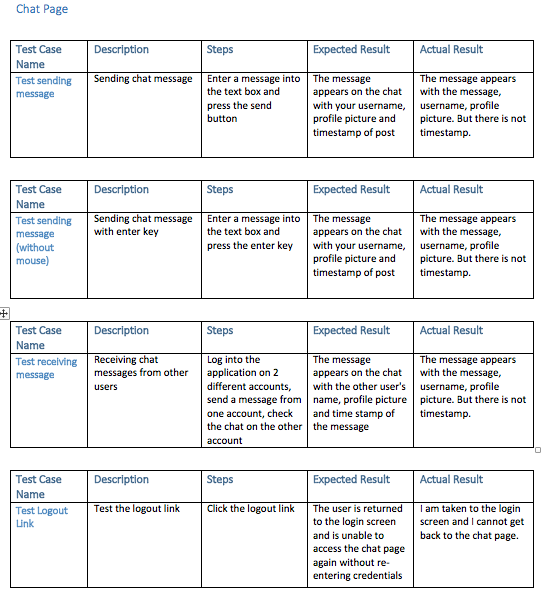 Chat Page
Test Case Name Description Steps Expected Result Actual Result
Test sending message
Sending chat message
Enter a message into
the text box and
press the send
button
The message
appears on the chat
with your username,
profile picture and
timestamp of post
The message appears
with the message,
username, profile
picture. But there is not
timestamp.
Test Case Name Description Steps Expected Result Actual Result
Test sending
message
(without
mouse)
Sending chat message
with enter key
Enter a message into
the text box and
press the enter key
The message
appears on the chat
with your username,
profile picture and
timestamp of post
The message appears
with the message,
username, profile
picture. But there is not
timestamp.
Test Case Name Description Steps Expected Result Actual Result
Test receiving
message
Receiving chat
messages from other
users
Log into the
application on 2
different accounts,
send a message from
one account, check
the chat on the other
account
The message
appears on the chat
with the other user's
name, profile picture
and time stamp of
the message
The message appears
with the message,
username, profile
picture. But there is not
timestamp.
Test Case Name Description Steps Expected Result Actual Result
Test Logout
Link
Test the logout link
Click the logout link
The user is returned
to the login screen
and is unable to
access the chat page
again without re-
entering credentials
I am taken to the login
screen and I cannot get
back to the chat page.